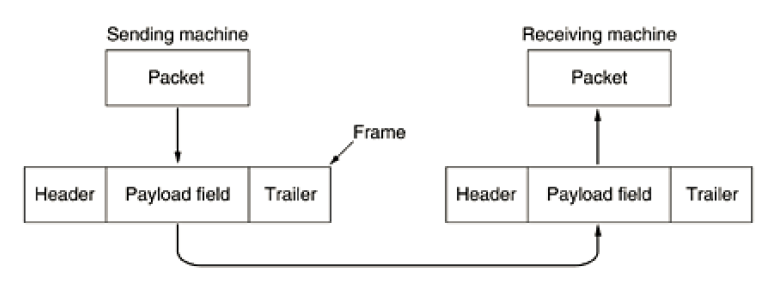 Sending machine
Receiving machine
Packet
Packet
Frame
Header
Payload field
Trailer
Header
Payload field
Trailer